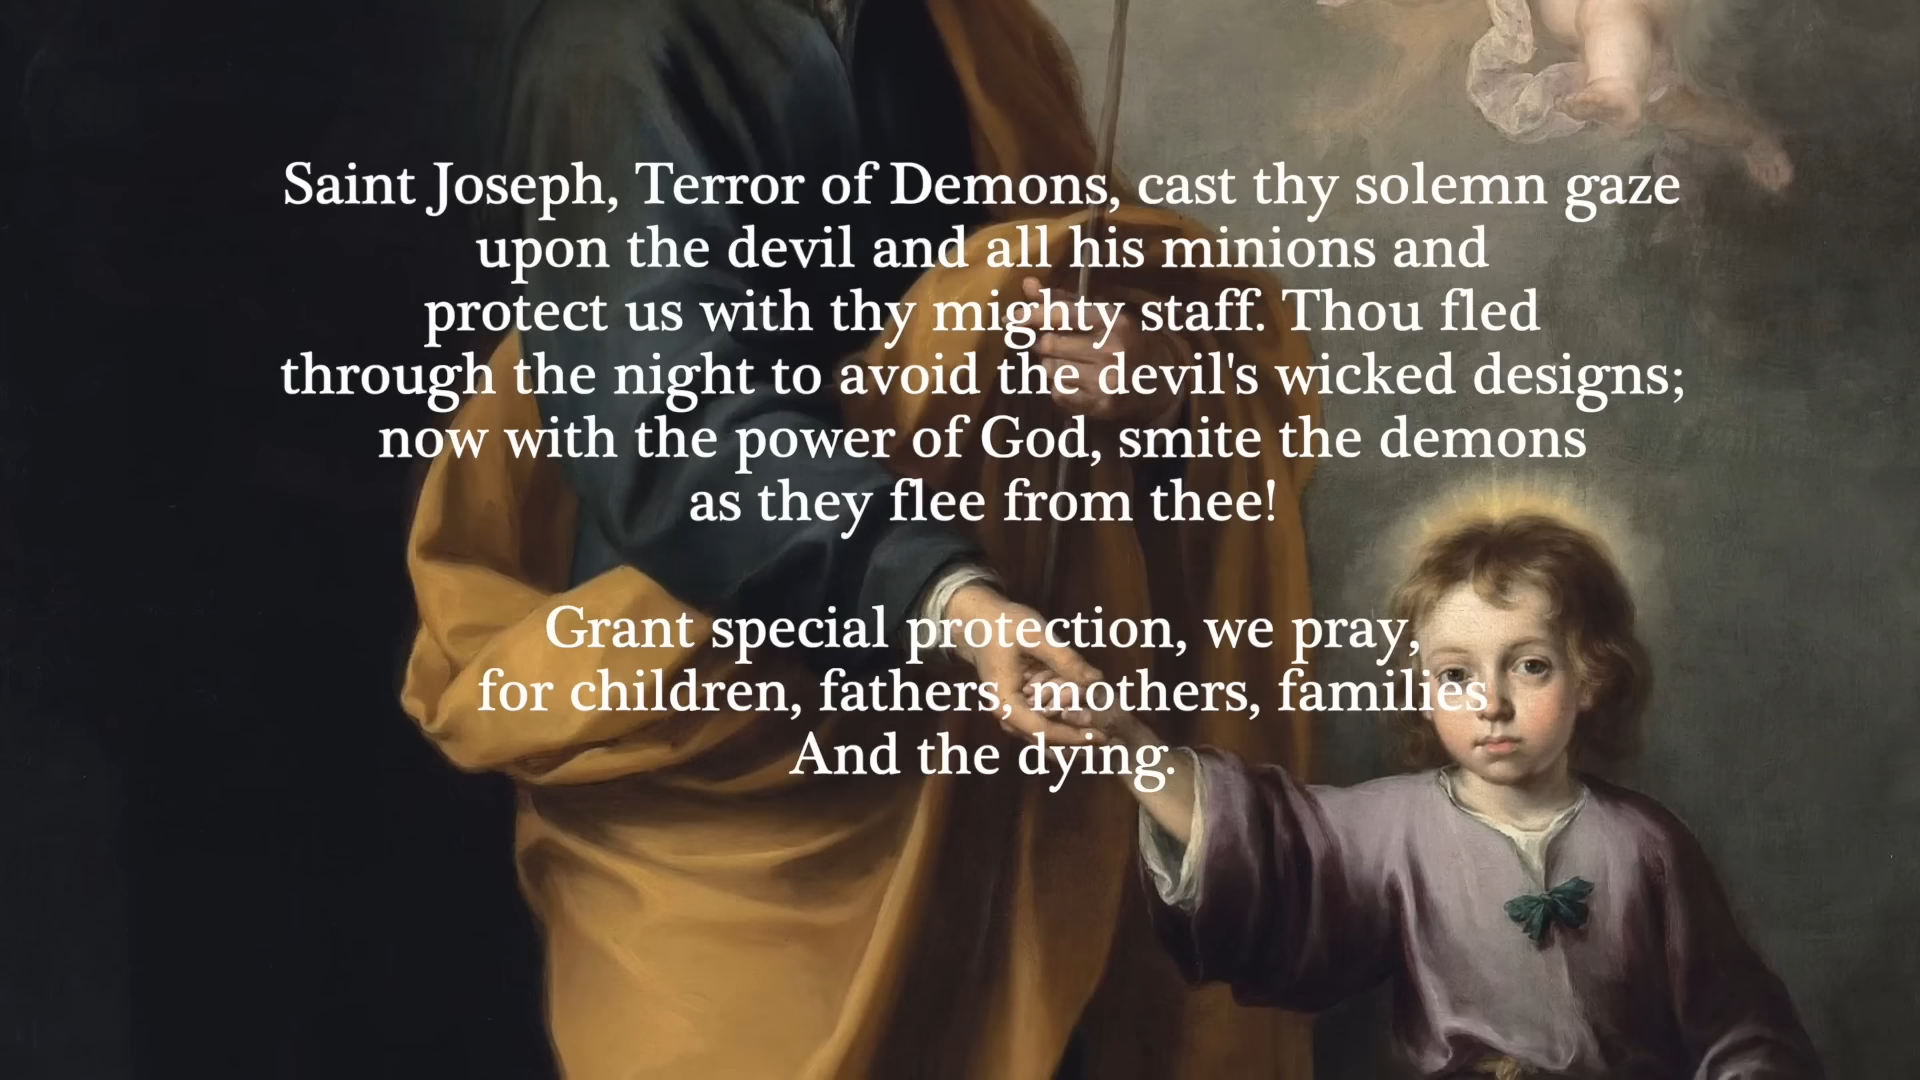 Saint Joseph, Terror of Demons, cast thy solemn gaze
upon the devil and all his minions and
protect us with thy mighty staff. Thou fled
through the night to avoid the devil's wicked designs;
now with the power of God, smite the demons
as they flee from thee!
Grant special protection, we pray,
for children, fathers, mothers, families
And the dying.